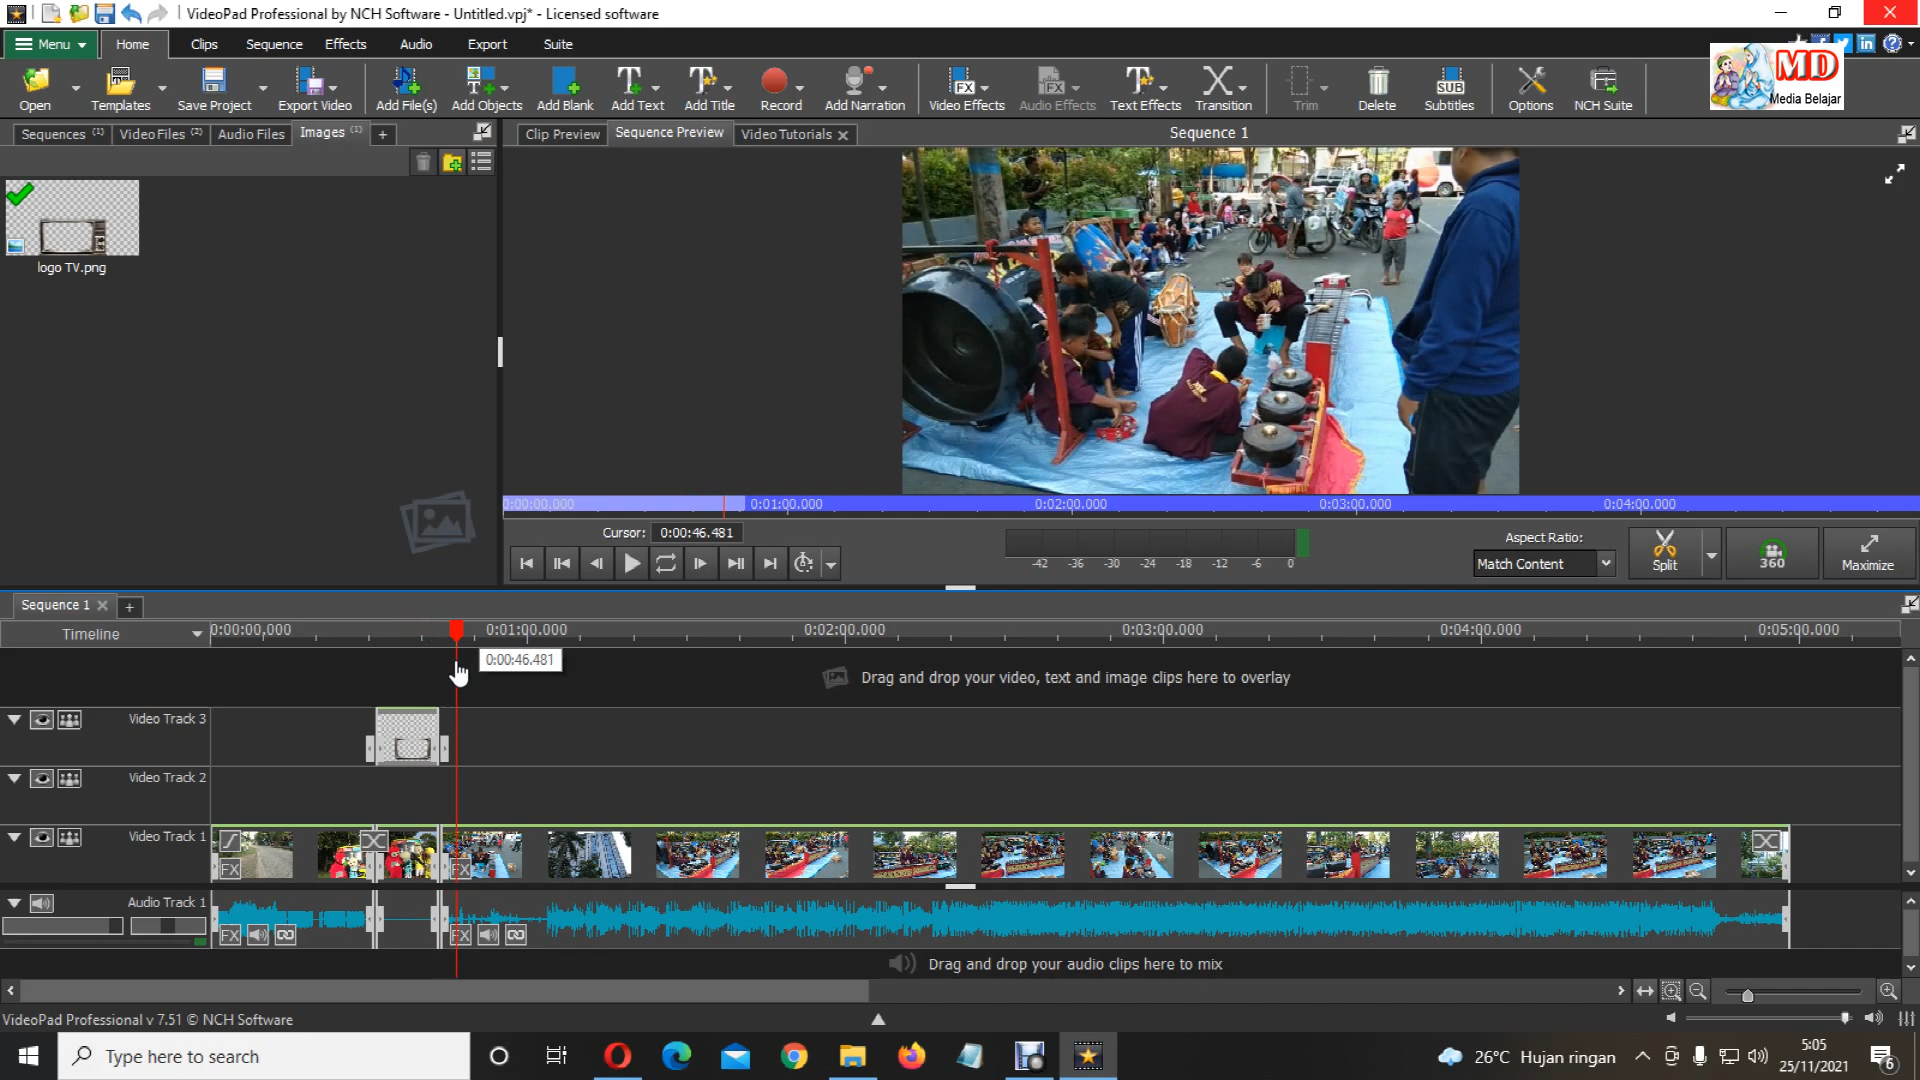 VideoPad Professional by NCH Software - Untitled.vpj* - Licensed software
Menu Home Clips Sequence Effects Audio Export Suite
MD
Media Belajar
Open Templates Save Project Export Video Add File(s) Add Objects Add Blank Add Text Add Title Record Add Narration Video Effects Audio Effects Text Effects Transition Trim Delete Subtitles Options NCH Suite
Sequences (1) Video Files (2) Audio Files Images (1) +
Clip Preview Sequence Preview Video Tutorials Sequence 1
logo TV.png
0:00:00.000 0:01:00.000 0:02:00.000 0:03:00.000 0:04:00.000
Cursor: 0:00:46.481
-42 -36 -30 -24 -18 -12 -6 0
Aspect Ratio:
Match Content
Split
360
Maximize
Sequence 1 +
Timeline
0:00:00.000 0:01:00.000 0:02:00.000 0:03:00.000 0:04:00.000 0:05:00.000
0:00:46.481
Drag and drop your video, text and image clips here to overlay
Video Track 3
Video Track 2
Video Track 1
FX FX
Audio Track 1
FX FX
Drag and drop your audio clips here to mix
VideoPad Professional v 7.51 © NCH Software
Type here to search
26°C Hujan ringan
5:05
25/11/2021
6